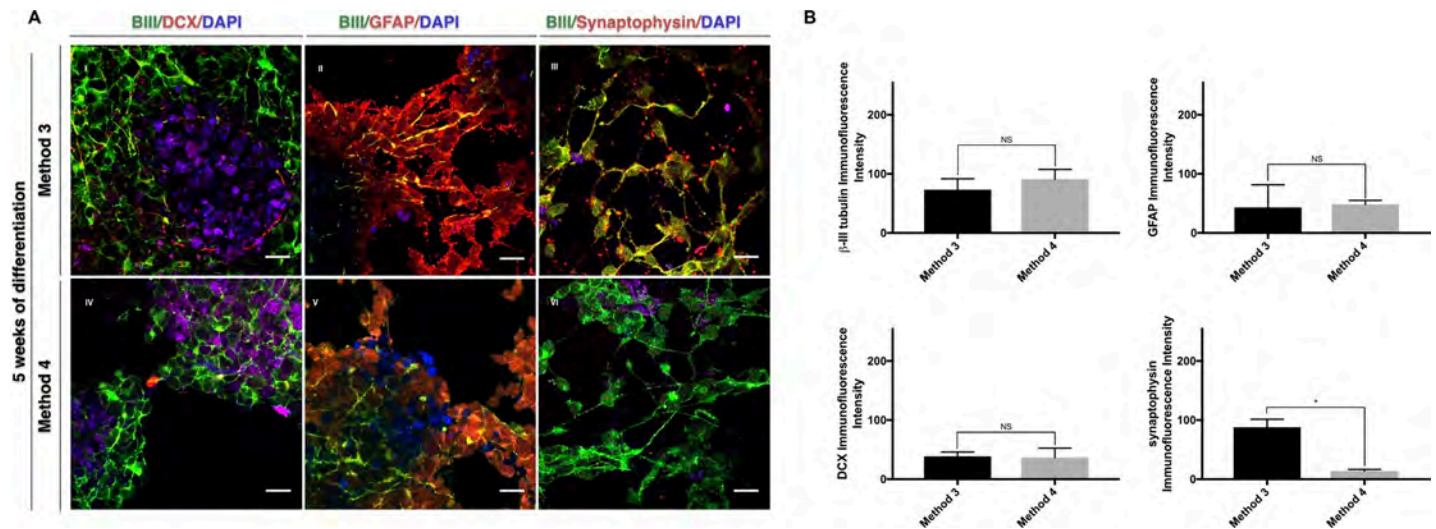 A
BIII/DCX/DAPI
BIII/GFAP/DAPI
BIII/Synaptophysin/DAPI
5 weeks of differentiation
Method 3
I
II
III
Method 4
IV
V
VI
B
β-III tubulin Immunofluorescence
Intensity
200
100
0
NS
Method 3
Method 4
GFAP Immunofluorescence
Intensity
200
100
0
NS
Method 3
Method 4
DCX Immunofluorescence
Intensity
200
100
0
NS
Method 3
Method 4
synaptophysin
Immunofluorescence Intensity
200
100
0
*
Method 3
Method 4